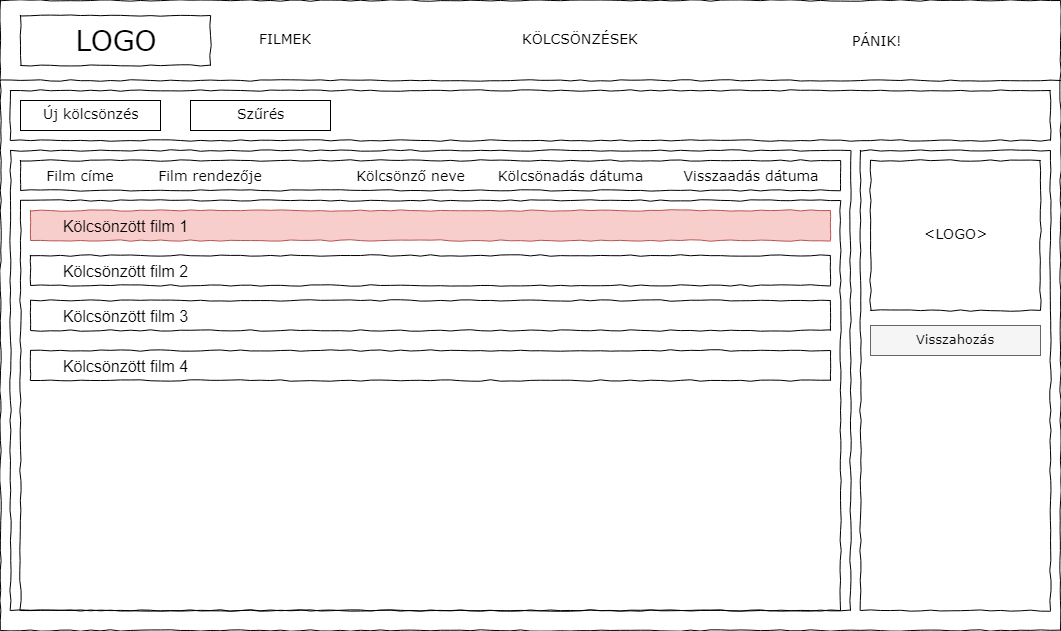 LOGO
FILMEK
KÖLCSÖNZÉSEK
PÁNIK!
Új kölcsönzés
Szűrés
Film címe
Film rendezője
Kölcsönző neve
Kölcsönadás dátuma
Visszaadás dátuma
Kölcsönzött film 1
Kölcsönzött film 2
Kölcsönzött film 3
Kölcsönzött film 4
<LOGO>
Visszahozás